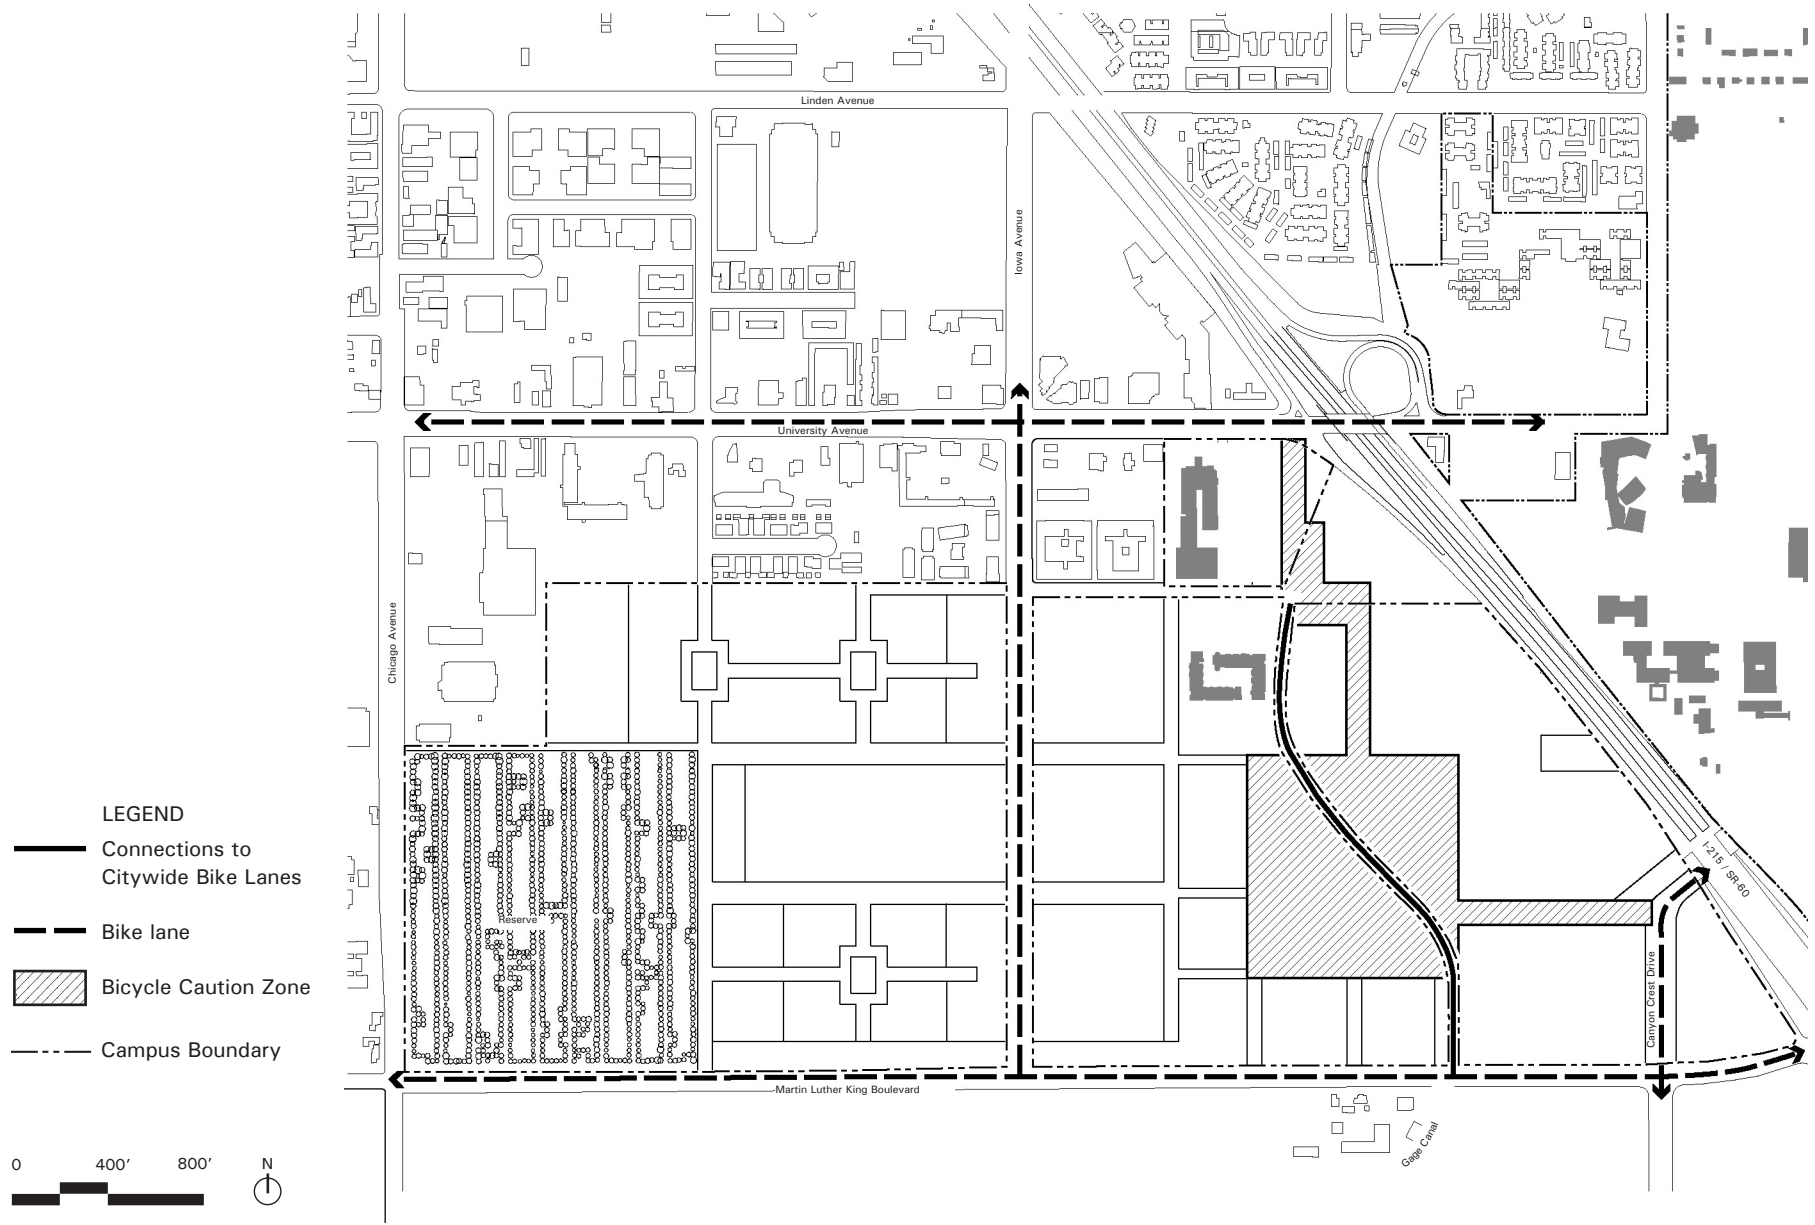 Linden Avenue
Iowa Avenue
University Avenue
Chicago Avenue
LEGEND
Connections to
Citywide Bike Lanes
Bike lane
Bicycle Caution Zone
Campus Boundary
Reserve
I-215 / SR-60
Canyon Crest Drive
Martin Luther King Boulevard
Gage Canal
0 400’ 800’ N